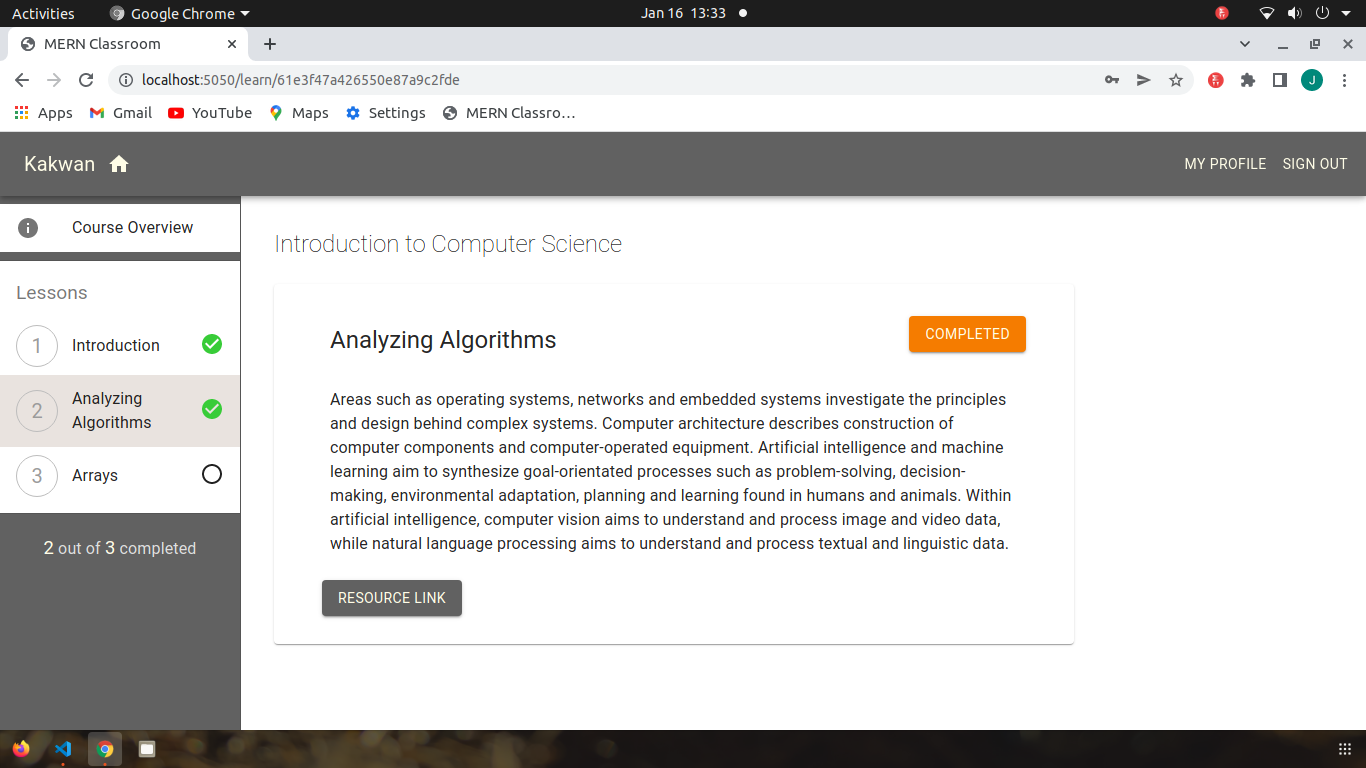 Activities Google Chrome Jan 16 13:33
MERN Classroom
localhost:5050/learn/61e3f47a426550e87a9c2fde J
Apps Gmail YouTube Maps Settings MERN Classro…
Kakwan MY PROFILE SIGN OUT
Course Overview
Lessons
1 Introduction
2 Analyzing
Algorithms
3 Arrays
2 out of 3 completed
Introduction to Computer Science
Analyzing Algorithms COMPLETED
Areas such as operating systems, networks and embedded systems investigate the principles
and design behind complex systems. Computer architecture describes construction of
computer components and computer-operated equipment. Artificial intelligence and machine
learning aim to synthesize goal-orientated processes such as problem-solving, decision-
making, environmental adaptation, planning and learning found in humans and animals. Within
artificial intelligence, computer vision aims to understand and process image and video data,
while natural language processing aims to understand and process textual and linguistic data.
RESOURCE LINK